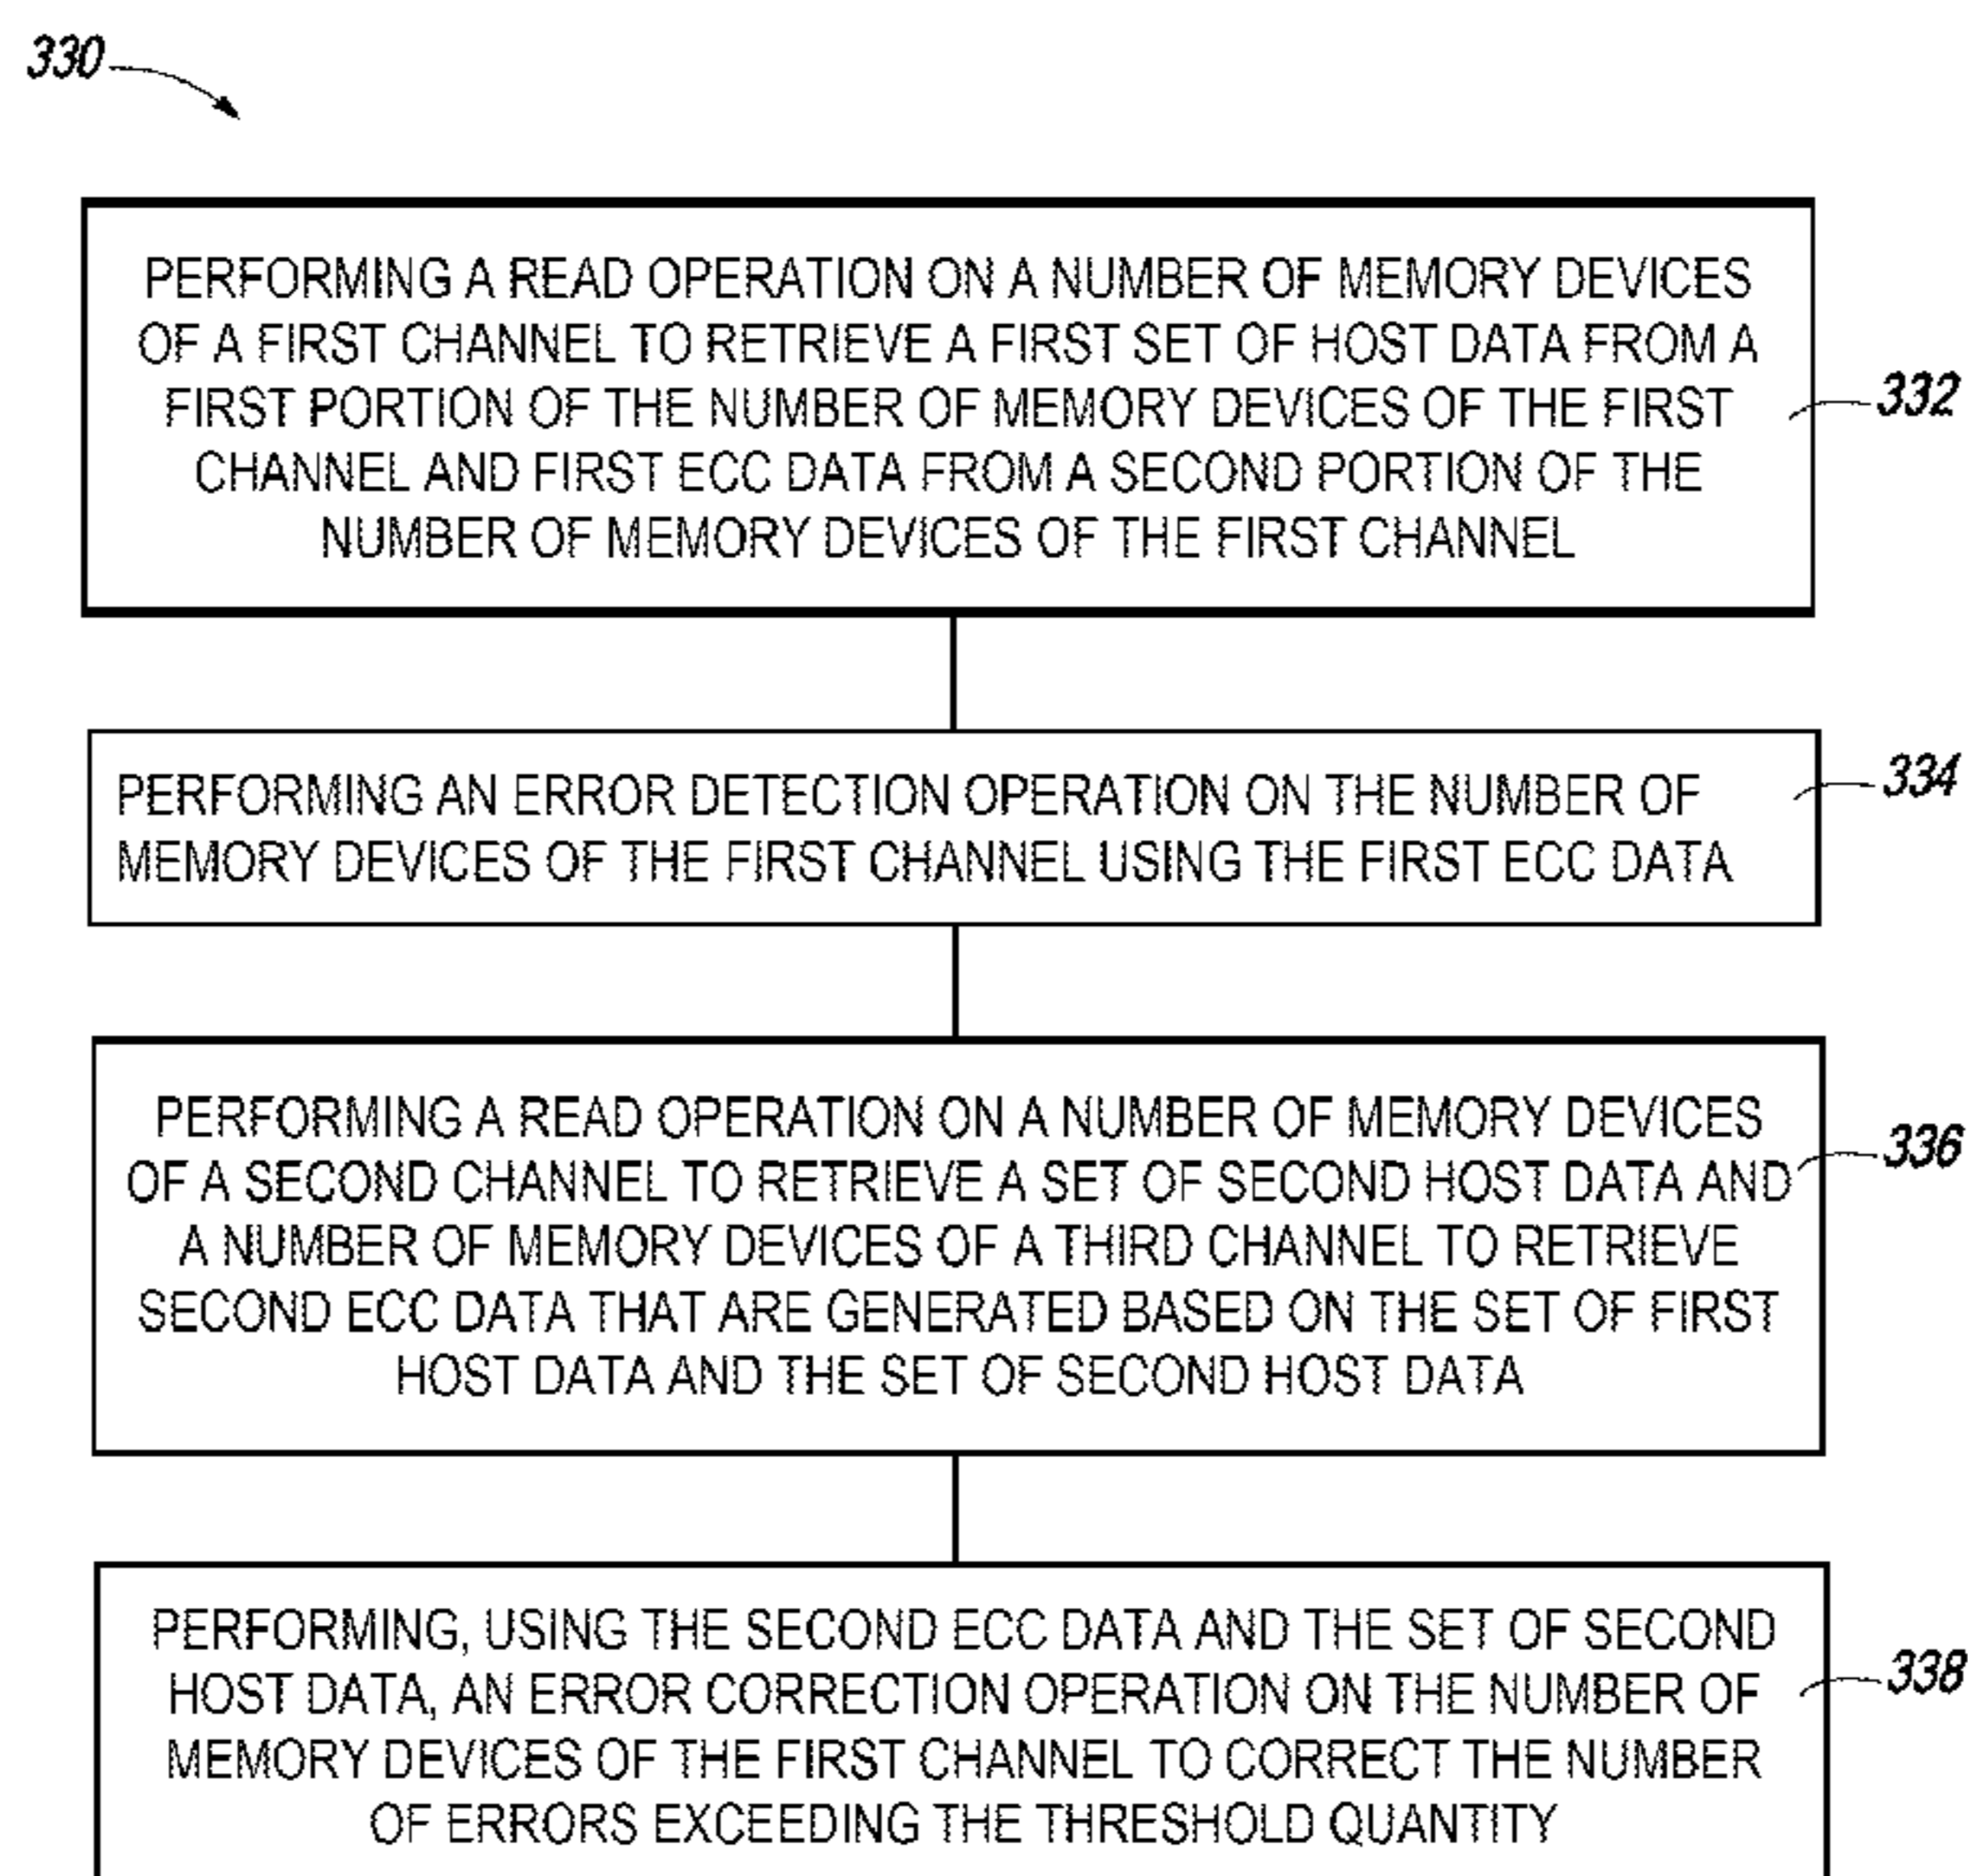 330
PERFORMING A READ OPERATION ON A NUMBER OF MEMORY DEVICES
OF A FIRST CHANNEL TO RETRIEVE A FIRST SET OF HOST DATA FROM A
FIRST PORTION OF THE NUMBER OF MEMORY DEVICES OF THE FIRST
CHANNEL AND FIRST ECC DATA FROM A SECOND PORTION OF THE
NUMBER OF MEMORY DEVICES OF THE FIRST CHANNEL
332
PERFORMING AN ERROR DETECTION OPERATION ON THE NUMBER OF
MEMORY DEVICES OF THE FIRST CHANNEL USING THE FIRST ECC DATA
334
PERFORMING A READ OPERATION ON A NUMBER OF MEMORY DEVICES
OF A SECOND CHANNEL TO RETRIEVE A SET OF SECOND HOST DATA AND
A NUMBER OF MEMORY DEVICES OF A THIRD CHANNEL TO RETRIEVE
SECOND ECC DATA THAT ARE GENERATED BASED ON THE SET OF FIRST
HOST DATA AND THE SET OF SECOND HOST DATA
336
PERFORMING, USING THE SECOND ECC DATA AND THE SET OF SECOND
HOST DATA, AN ERROR CORRECTION OPERATION ON THE NUMBER OF
MEMORY DEVICES OF THE FIRST CHANNEL TO CORRECT THE NUMBER
OF ERRORS EXCEEDING THE THRESHOLD QUANTITY
338